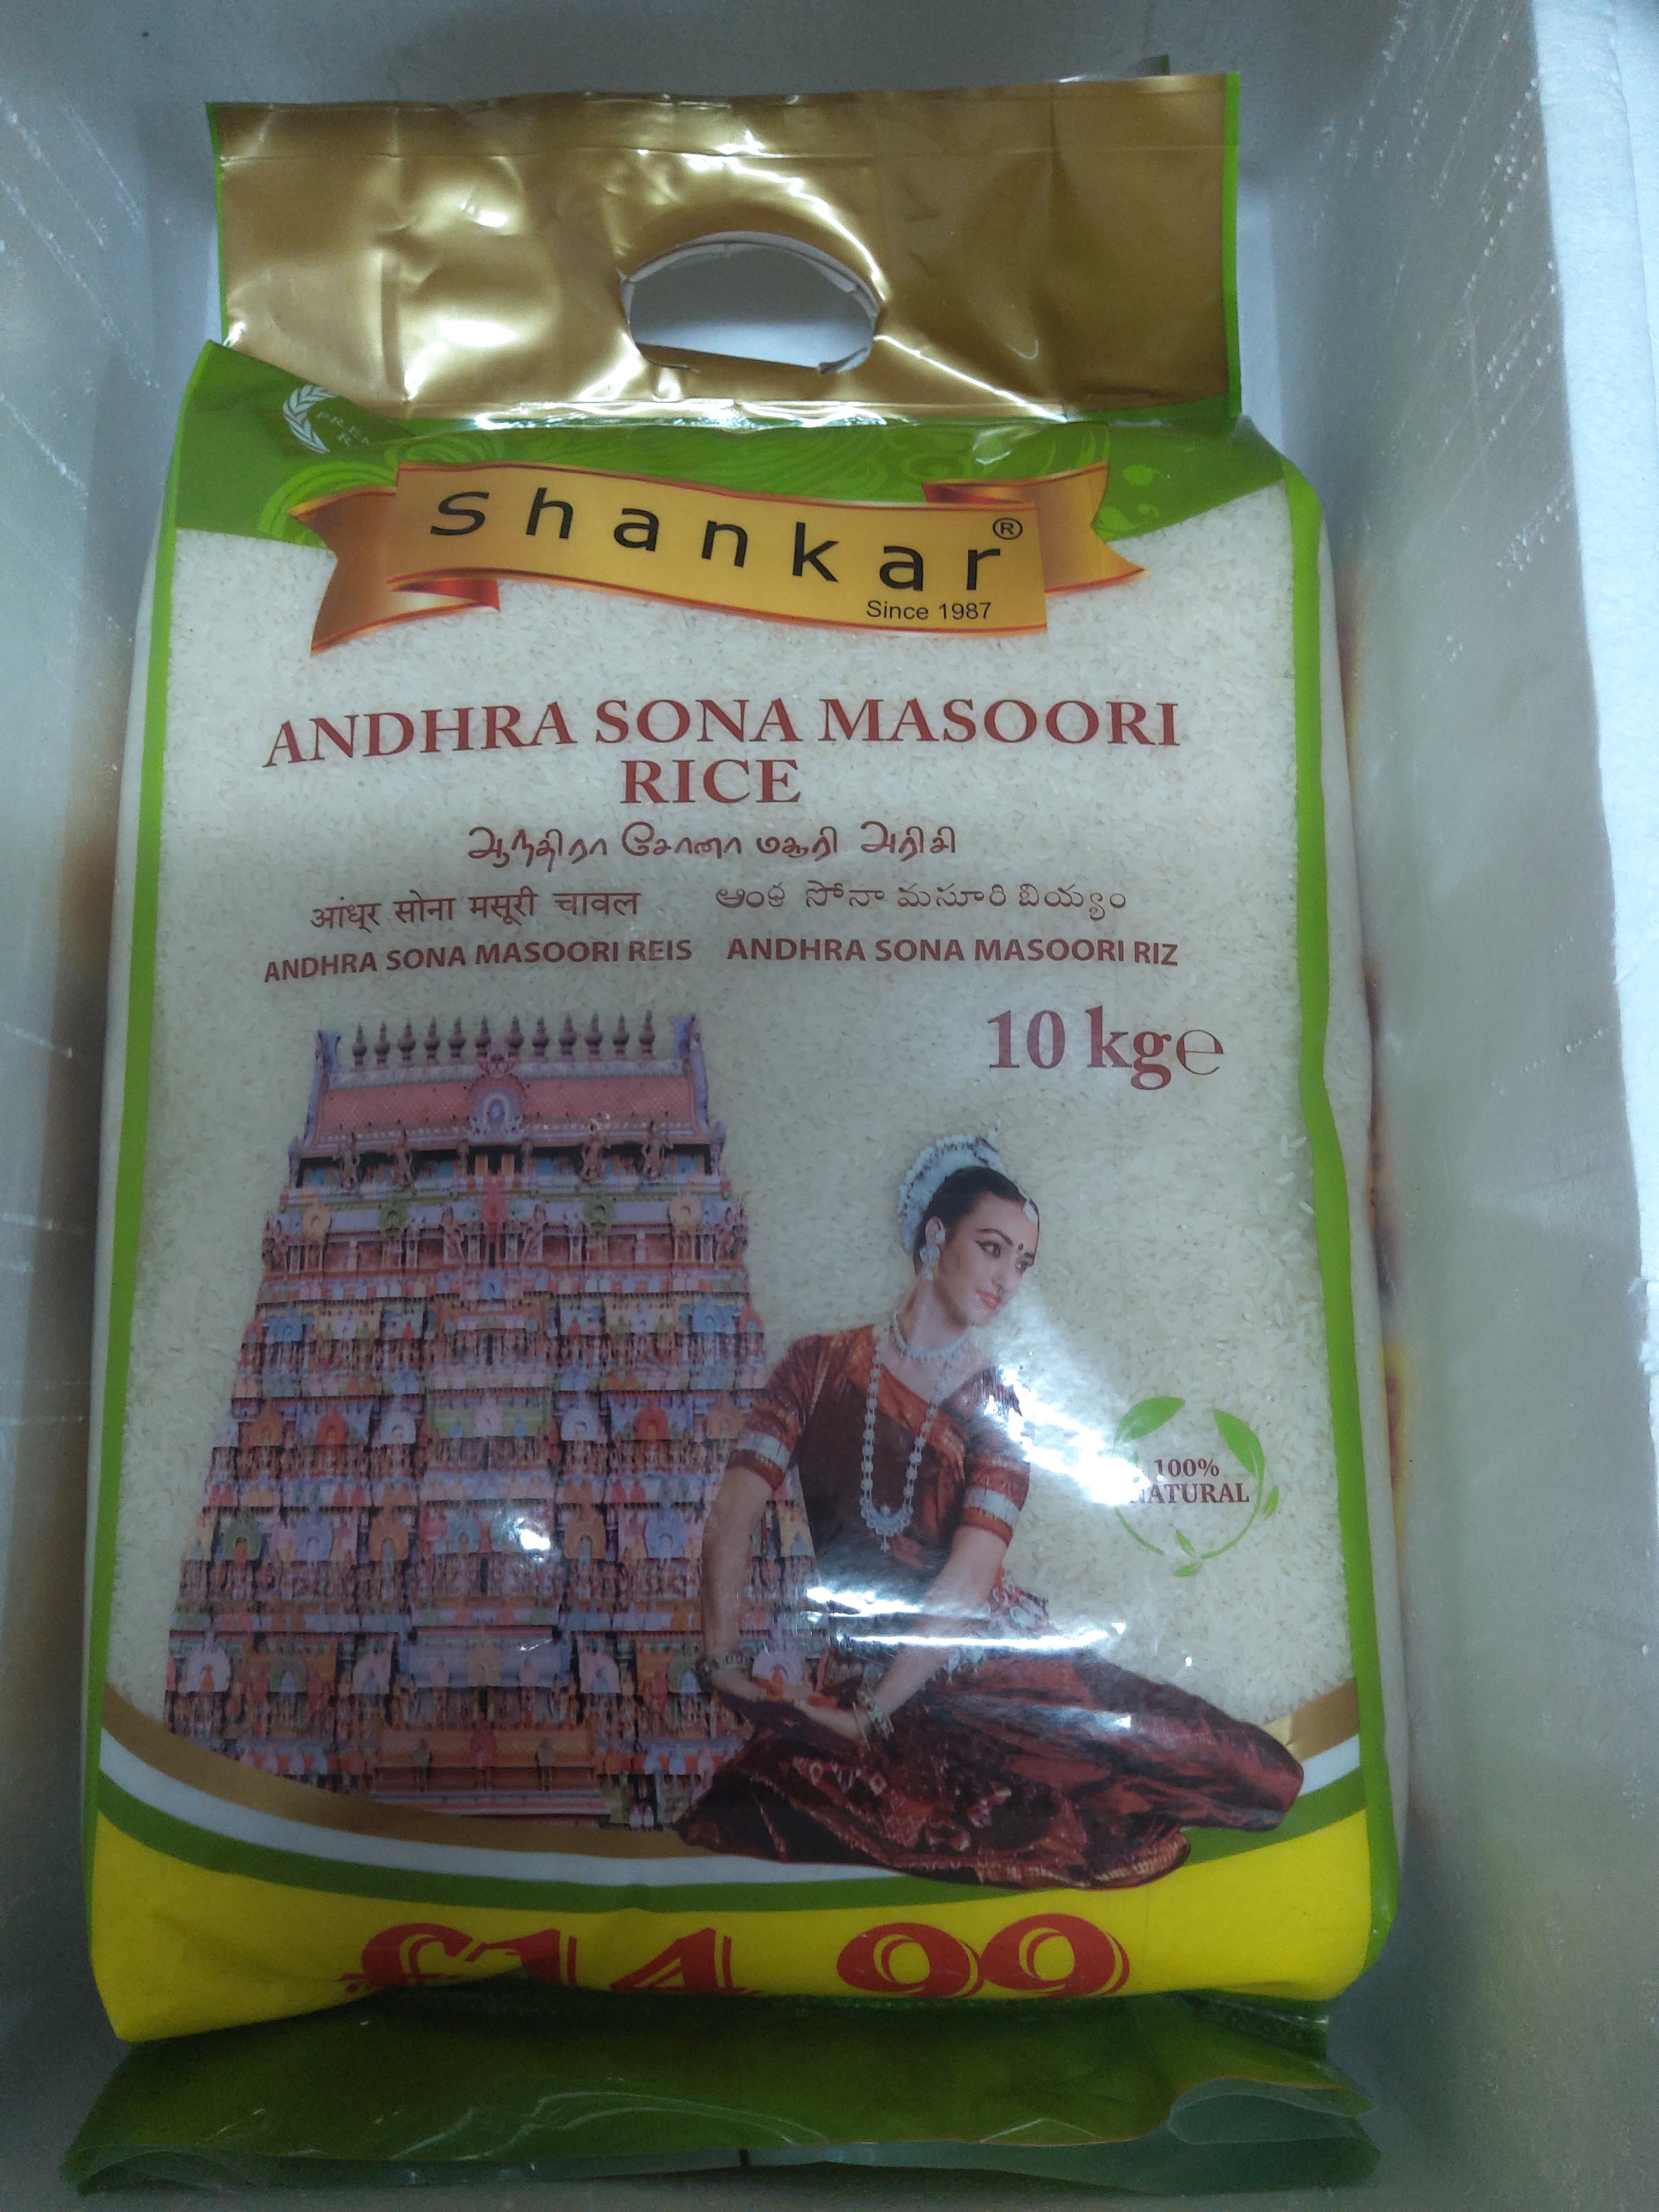 shankar®
Since 1987
ANDHRA SONA MASOORI
RICE
ஆந்திரா சோனா மசூரி அரிசி
आंध्र सोना मसूरी चावल
ఆంధ్ర సోనా మసూరి బియ్యం
ANDHRA SONA MASOORI REIS
ANDHRA SONA MASOORI RIZ
10 kg℮
100%
NATURAL
£14.99